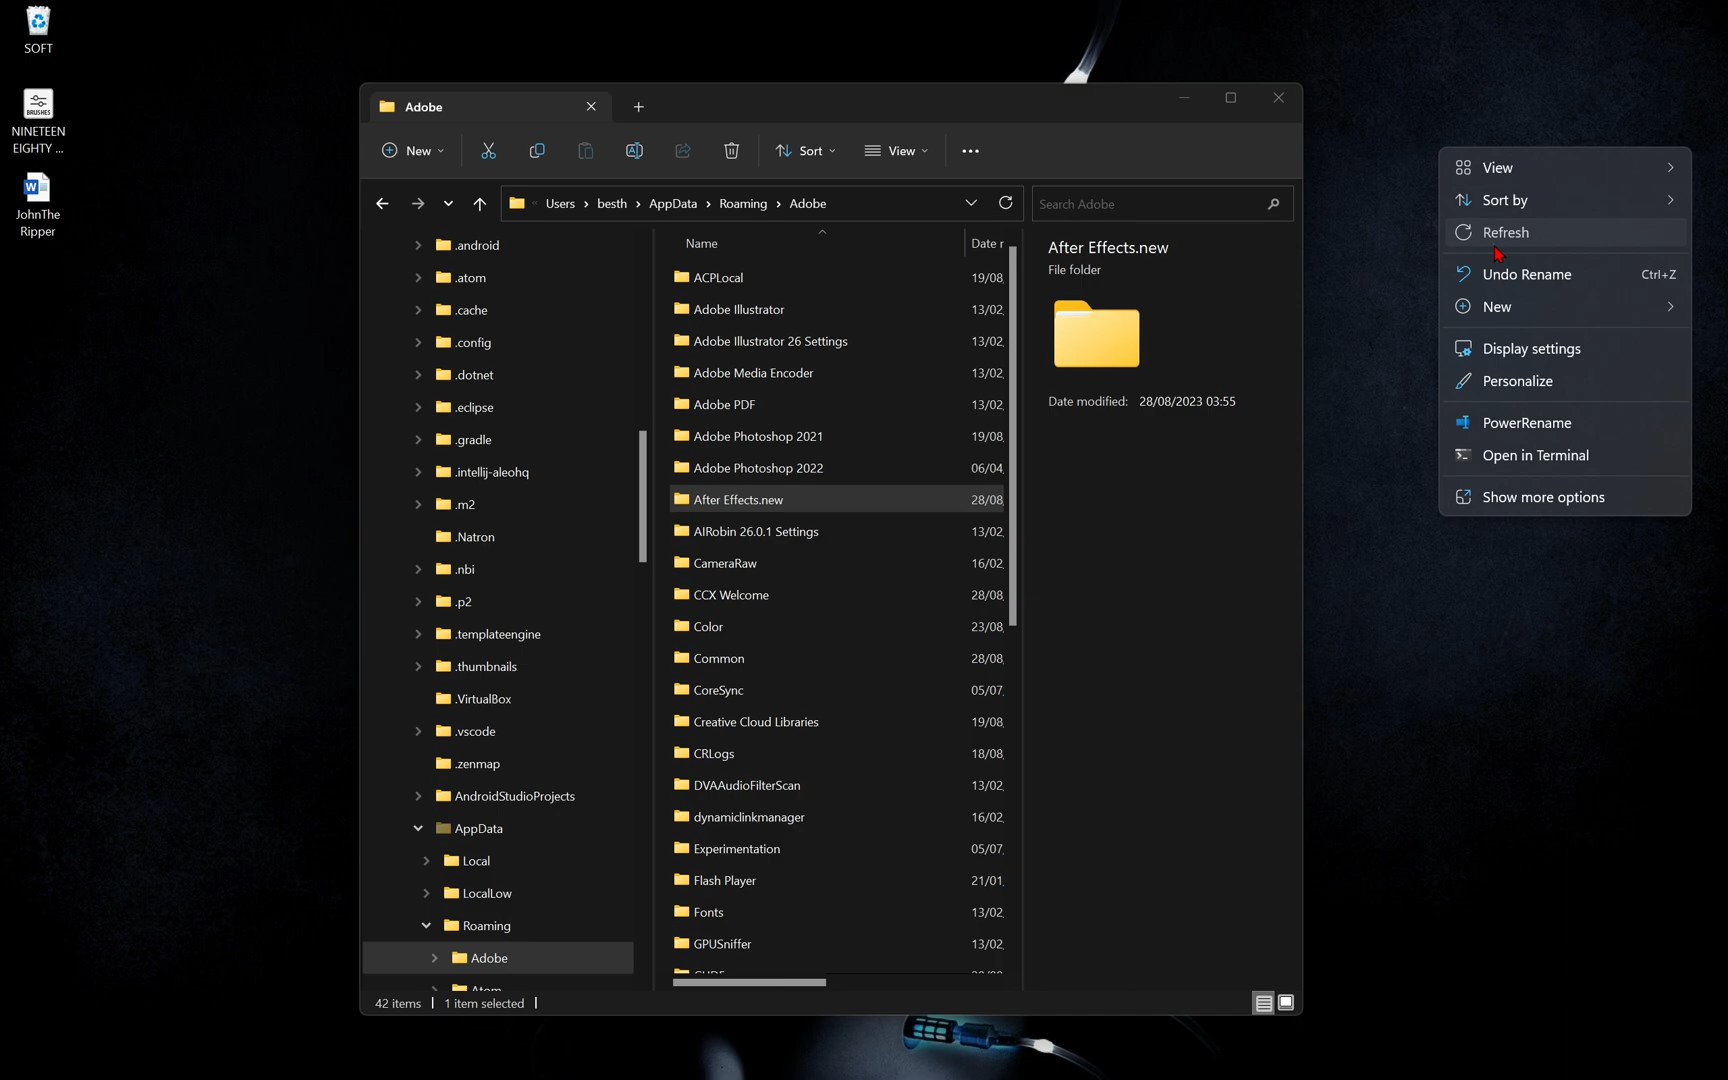 SOFT
BRUSHES
NINETEEN
EIGHTY ...
JohnThe
Ripper
Adobe
New
Sort
View
Users
besth
AppData
Roaming
Adobe
Search Adobe
.android
.atom
.cache
.config
.dotnet
.eclipse
.gradle
.intellij-aleohq
.m2
.Natron
.nbi
.p2
.templateengine
.thumbnails
.VirtualBox
.vscode
.zenmap
AndroidStudioProjects
AppData
Local
LocalLow
Roaming
Adobe
Atom
Name Date r
ACPLocal 19/08,
Adobe Illustrator 13/02,
Adobe Illustrator 26 Settings 13/02,
Adobe Media Encoder 13/02,
Adobe PDF 13/02,
Adobe Photoshop 2021 19/08,
Adobe Photoshop 2022 06/04,
After Effects.new 28/08,
AIRobin 26.0.1 Settings 13/02,
CameraRaw 16/02,
CCX Welcome 28/08,
Color 23/08,
Common 28/08,
CoreSync 05/07,
Creative Cloud Libraries 19/08,
CRLogs 18/08,
DVAAudioFilterScan 13/02,
dynamiclinkmanager 16/02,
Experimentation 05/07,
Flash Player 21/01,
Fonts 13/02,
GPUSniffer 13/02,
After Effects.new
File folder
Date modified: 28/08/2023 03:55
42 items
1 item selected
View
Sort by
Refresh
Undo Rename Ctrl+Z
New
Display settings
Personalize
PowerRename
Open in Terminal
Show more options